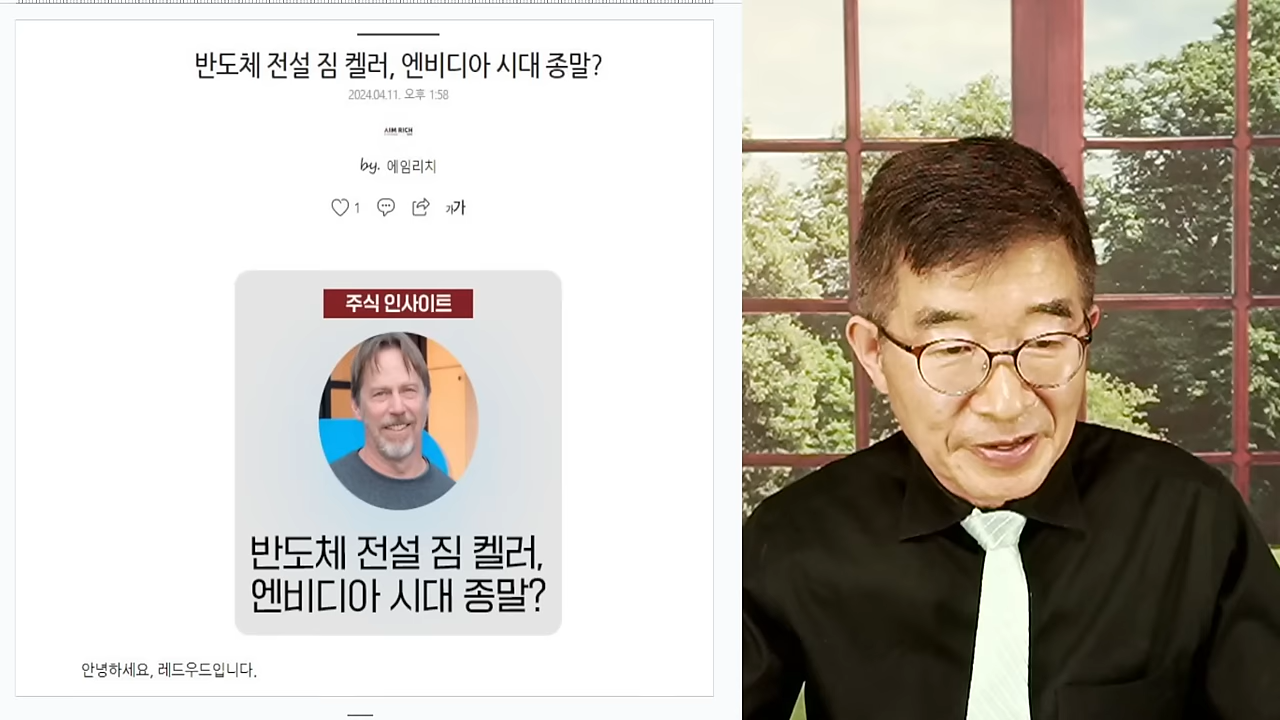 반도체 전설 짐 켈러, 엔비디아 시대 종말?
2024.04.11. 오후 1:58
AIM RICH
by. 에임리치
1
가가
주식 인사이트
반도체 전설 짐 켈러,
엔비디아 시대 종말?
안녕하세요, 레드우드입니다.